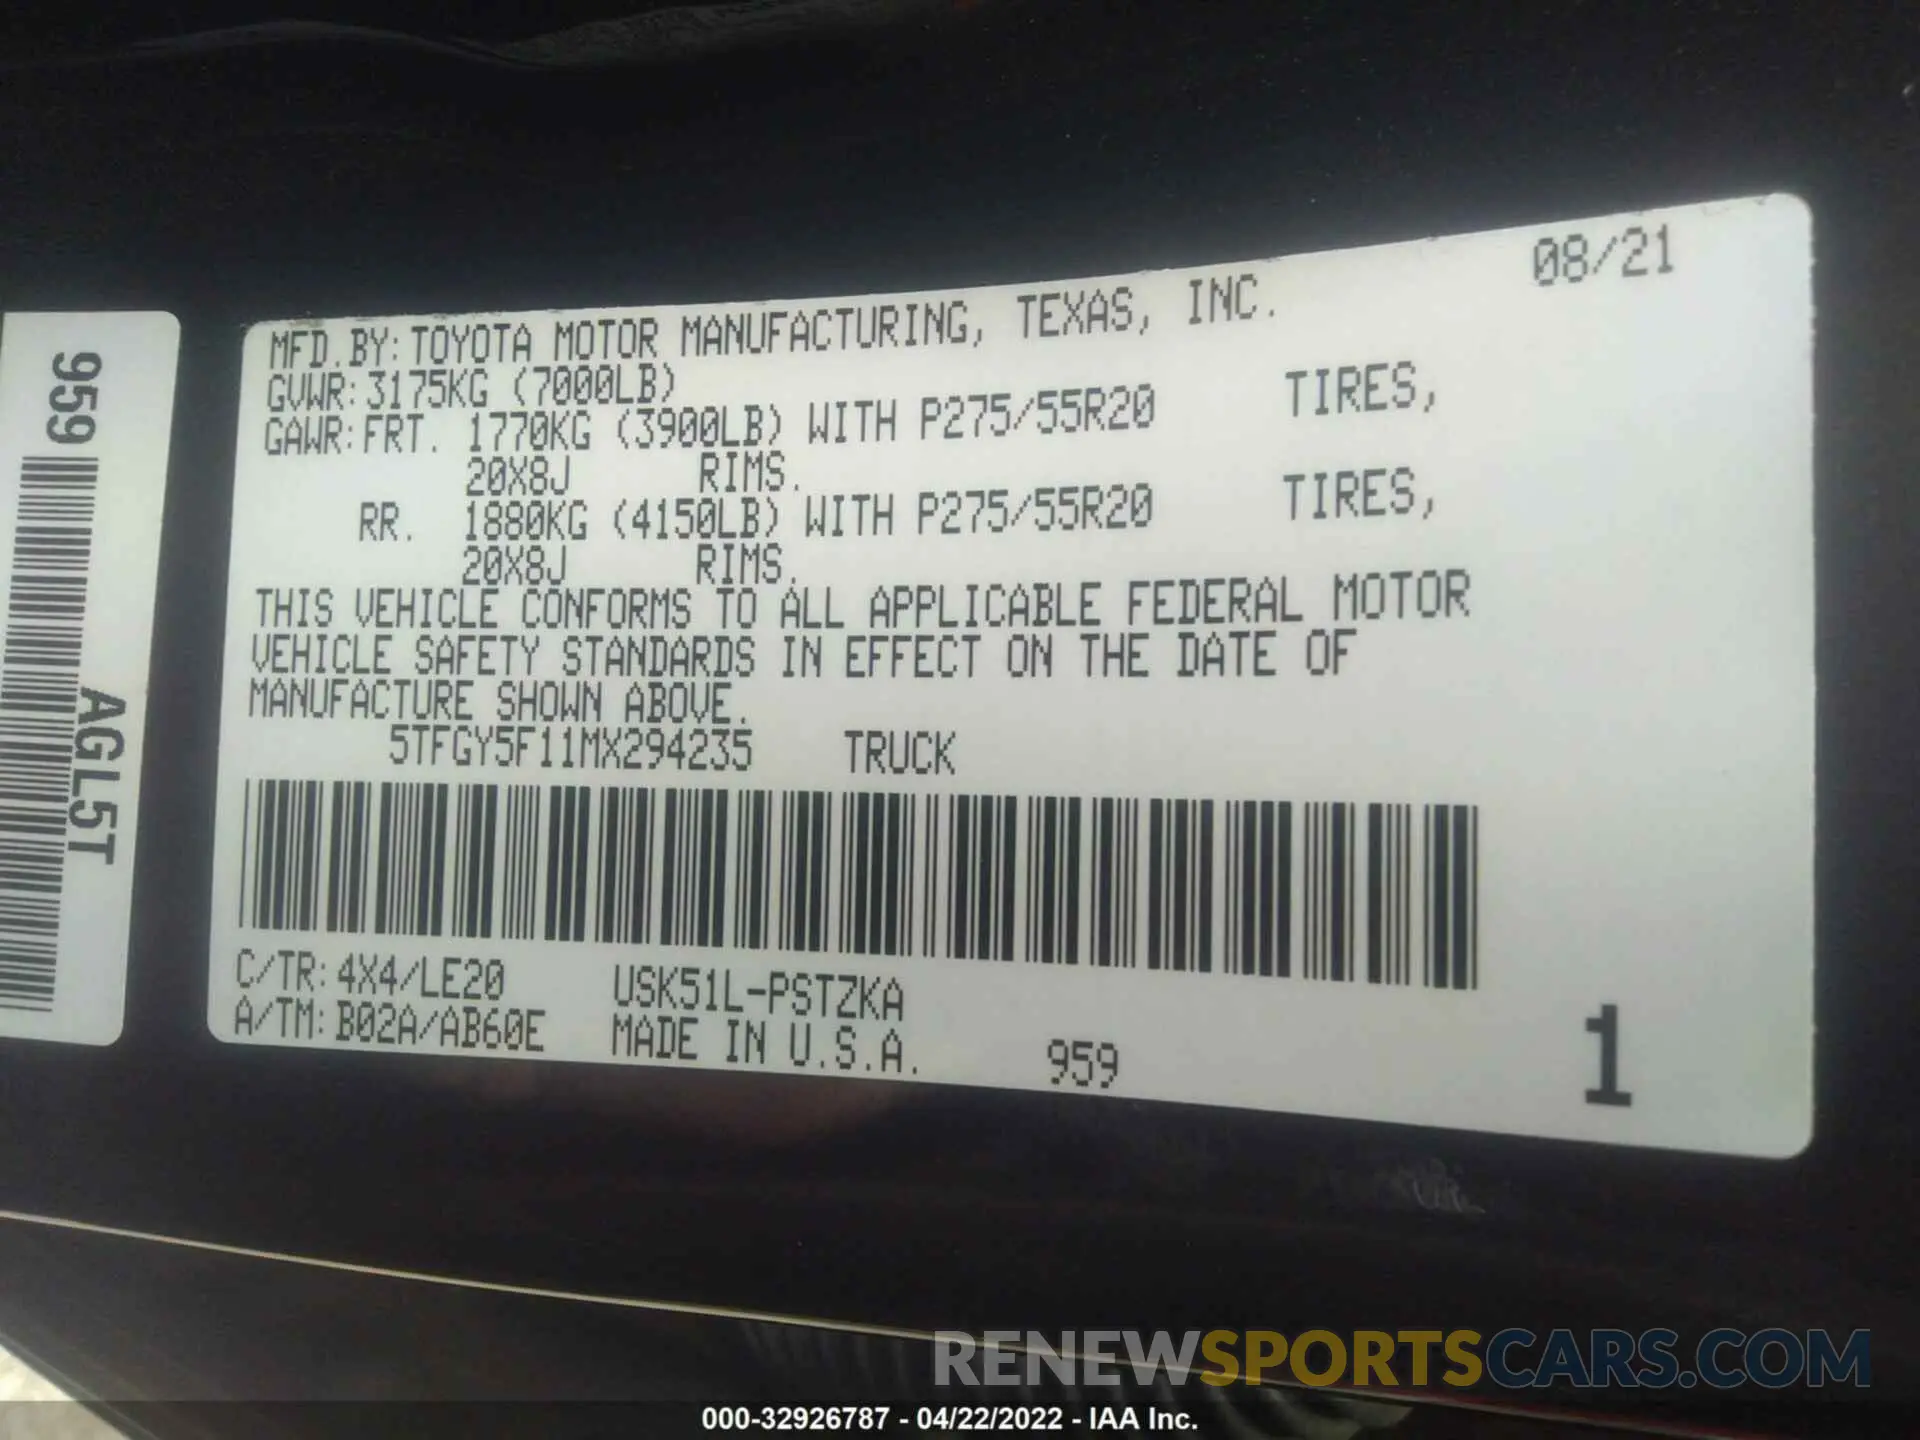 08/21
MFD.BY:TOYOTA MOTOR MANUFACTURING, TEXAS, INC.
GVWR:3175KG (7000LB)
GAWR:FRT. 1770KG (3900LB) WITH P275/55R20 TIRES,
20X8J RIMS.
RR. 1880KG (4150LB) WITH P275/55R20 TIRES,
20X8J RIMS.
THIS VEHICLE CONFORMS TO ALL APPLICABLE FEDERAL MOTOR
VEHICLE SAFETY STANDARDS IN EFFECT ON THE DATE OF
MANUFACTURE SHOWN ABOVE.
5TFGY5F11MX294235 TRUCK
C/TR:4X4/LE20 USK51L-PSTZKA
A/TM:B02A/AB60E MADE IN U.S.A. 959
1
959
AGL5T
RENEWSPORTSCARS.COM
000-32926787 - 04/22/2022 - IAA Inc.